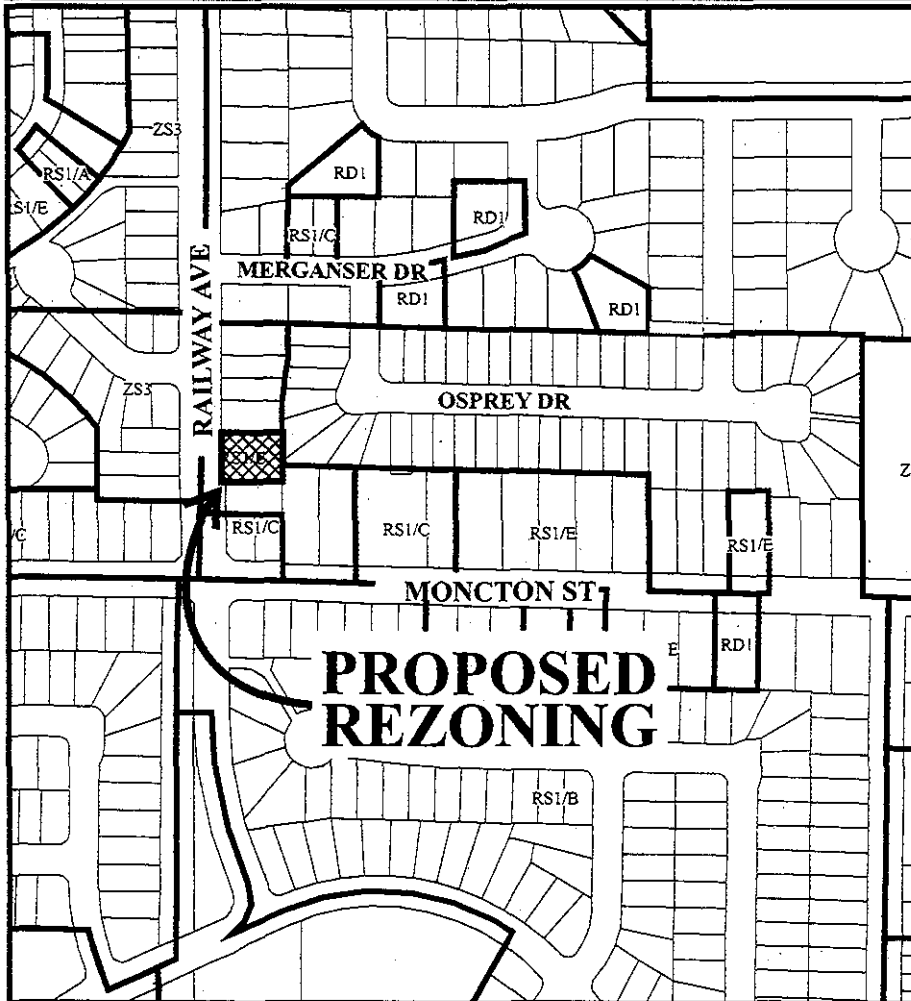 ZS3
RS1/A
S1/E
RD1
RD1
RS1/C
MERGANSER DR
RD1
RD1
RAILWAY AVE
ZS3
OSPREY DR
Z
/C
RS1/C
RS1/C
RS1/E
RS1/E
MONCTON ST
E
RD1
PROPOSED
REZONING
RS1/B